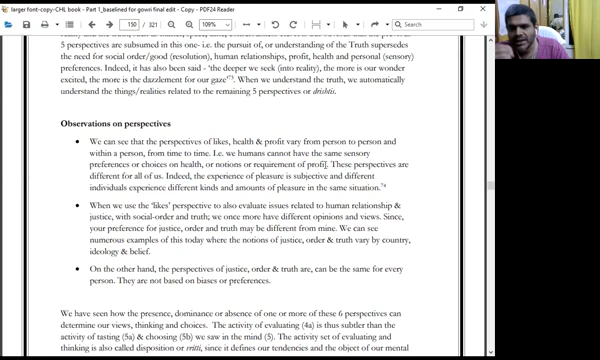 larger font-copy-CHL book - Part 1_baselined for gowri final edit - Copy - PDF24 Reader
150 / 321 109%
5 perspectives are subsumed in this one- i.e. the pursuit of, or understanding of the Truth supersedes
the need for social order/good (resolution), human relationships, profit, health and personal (sensory)
preferences. Indeed, it has also been said - 'the deeper we seek (into reality), the more is our wonder
excited, the more is the dazzlement for our gaze'73. When we understand the truth, we automatically
understand the things/realities related to the remaining 5 perspectives or drishtis.
Observations on perspectives
• We can see that the perspectives of likes, health & profit vary from person to person and
within a person, from time to time. I.e. we humans cannot have the same sensory
preferences or choices on health, or notions or requirement of profit. These perspectives are
different for all of us. Indeed, the experience of pleasure is subjective and different
individuals experience different kinds and amounts of pleasure in the same situation.74
• When we use the 'likes' perspective to also evaluate issues related to human relationship &
justice, with social-order and truth; we once more have different opinions and views. Since,
your preference for justice, order and truth may be different from mine. We can see
numerous examples of this today where the notions of justice, order & truth vary by country,
ideology & belief.
• On the other hand, the perspectives of justice, order & truth are, can be the same for every
person. They are not based on biases or preferences.
We have seen how the presence, dominance or absence of one or more of these 6 perspectives can
determine our views, thinking and choices. The activity of evaluating (4a) is thus subtler than the
activity of tasting (5a) & choosing (5b) we saw in the mind (5). The activity set of evaluating and
thinking is also called disposition or vritti, since it defines our tendencies and the object of our mental